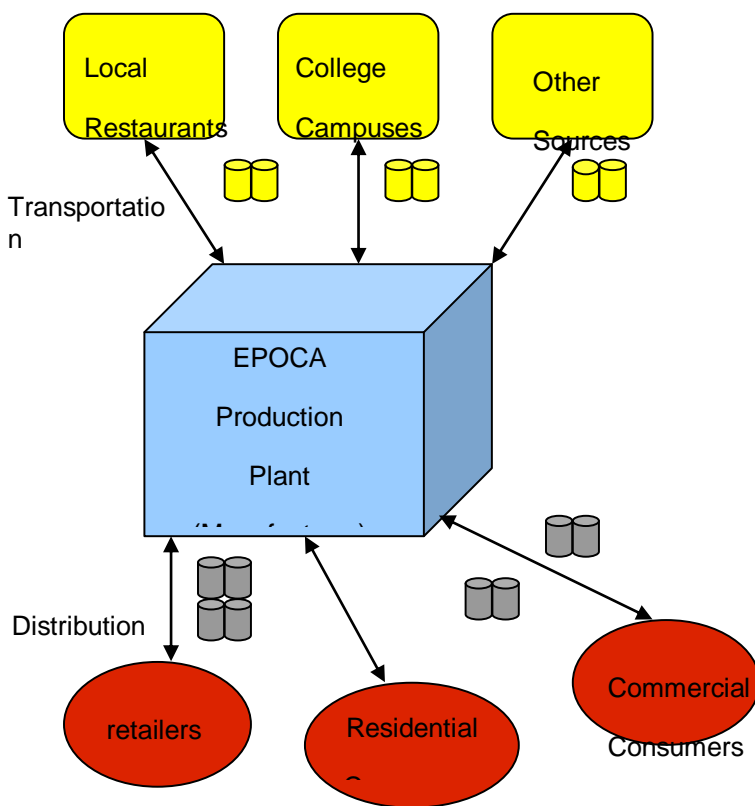 Local
Restaurants
College
Campuses
Other
Sources
Transportatio
n
EPOCA
Production
Plant
Distribution
retailers
Residential
Commercial
Consumers